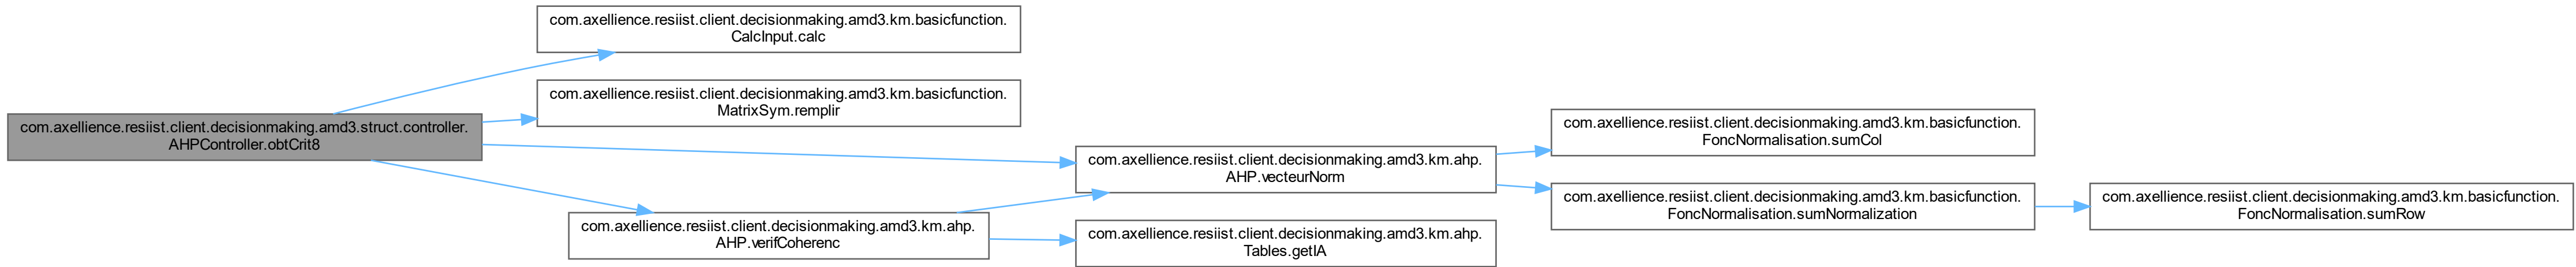 com.axellience.resiist.client.decisionmaking.amd3.struct.controller.
AHPController.obtCrit8
com.axellience.resiist.client.decisionmaking.amd3.km.basicfunction.
CalcInput.calc
com.axellience.resiist.client.decisionmaking.amd3.km.basicfunction.
MatrixSym.remplir
com.axellience.resiist.client.decisionmaking.amd3.km.ahp.
AHP.verifCoherenc
com.axellience.resiist.client.decisionmaking.amd3.km.ahp.
AHP.vecteurNorm
com.axellience.resiist.client.decisionmaking.amd3.km.ahp.
Tables.getIA
com.axellience.resiist.client.decisionmaking.amd3.km.basicfunction.
FoncNormalisation.sumCol
com.axellience.resiist.client.decisionmaking.amd3.km.basicfunction.
FoncNormalisation.sumNormalization
com.axellience.resiist.client.decisionmaking.amd3.km.basicfunction.
FoncNormalisation.sumRow